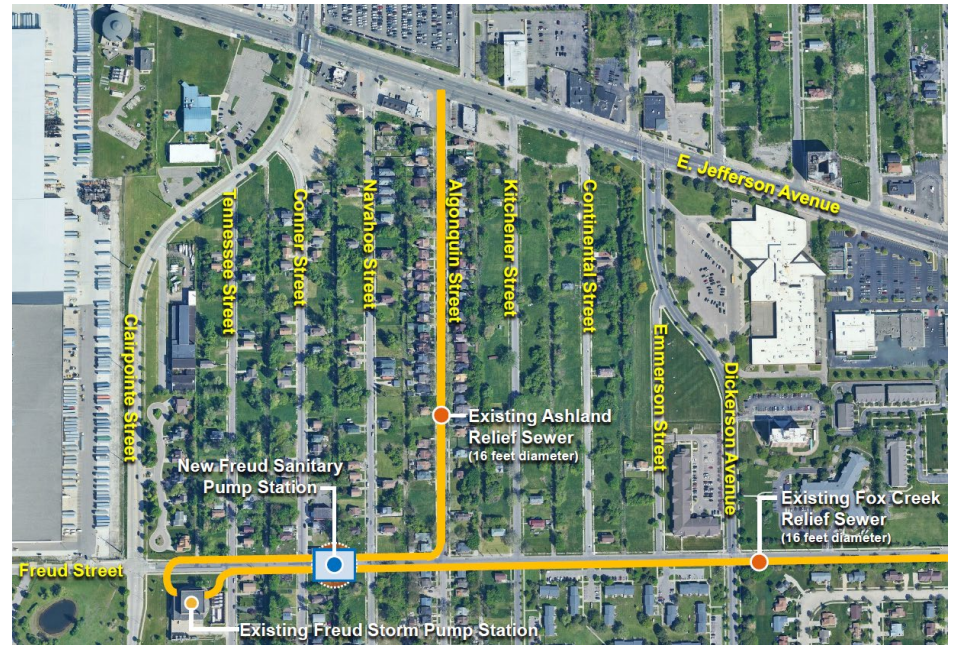 E. Jefferson Avenue
Tennessee Street
Conner Street
Navahoe Street
Algonquin Street
Kitchener Street
Continental Street
Clairpointe Street
Emmerson Street
Dickerson Avenue
Existing Ashland
Relief Sewer
(16 feet diameter)
New Freud Sanitary
Pump Station
Existing Fox Creek
Relief Sewer
(16 feet diameter)
Freud Street
Existing Freud Storm Pump Station